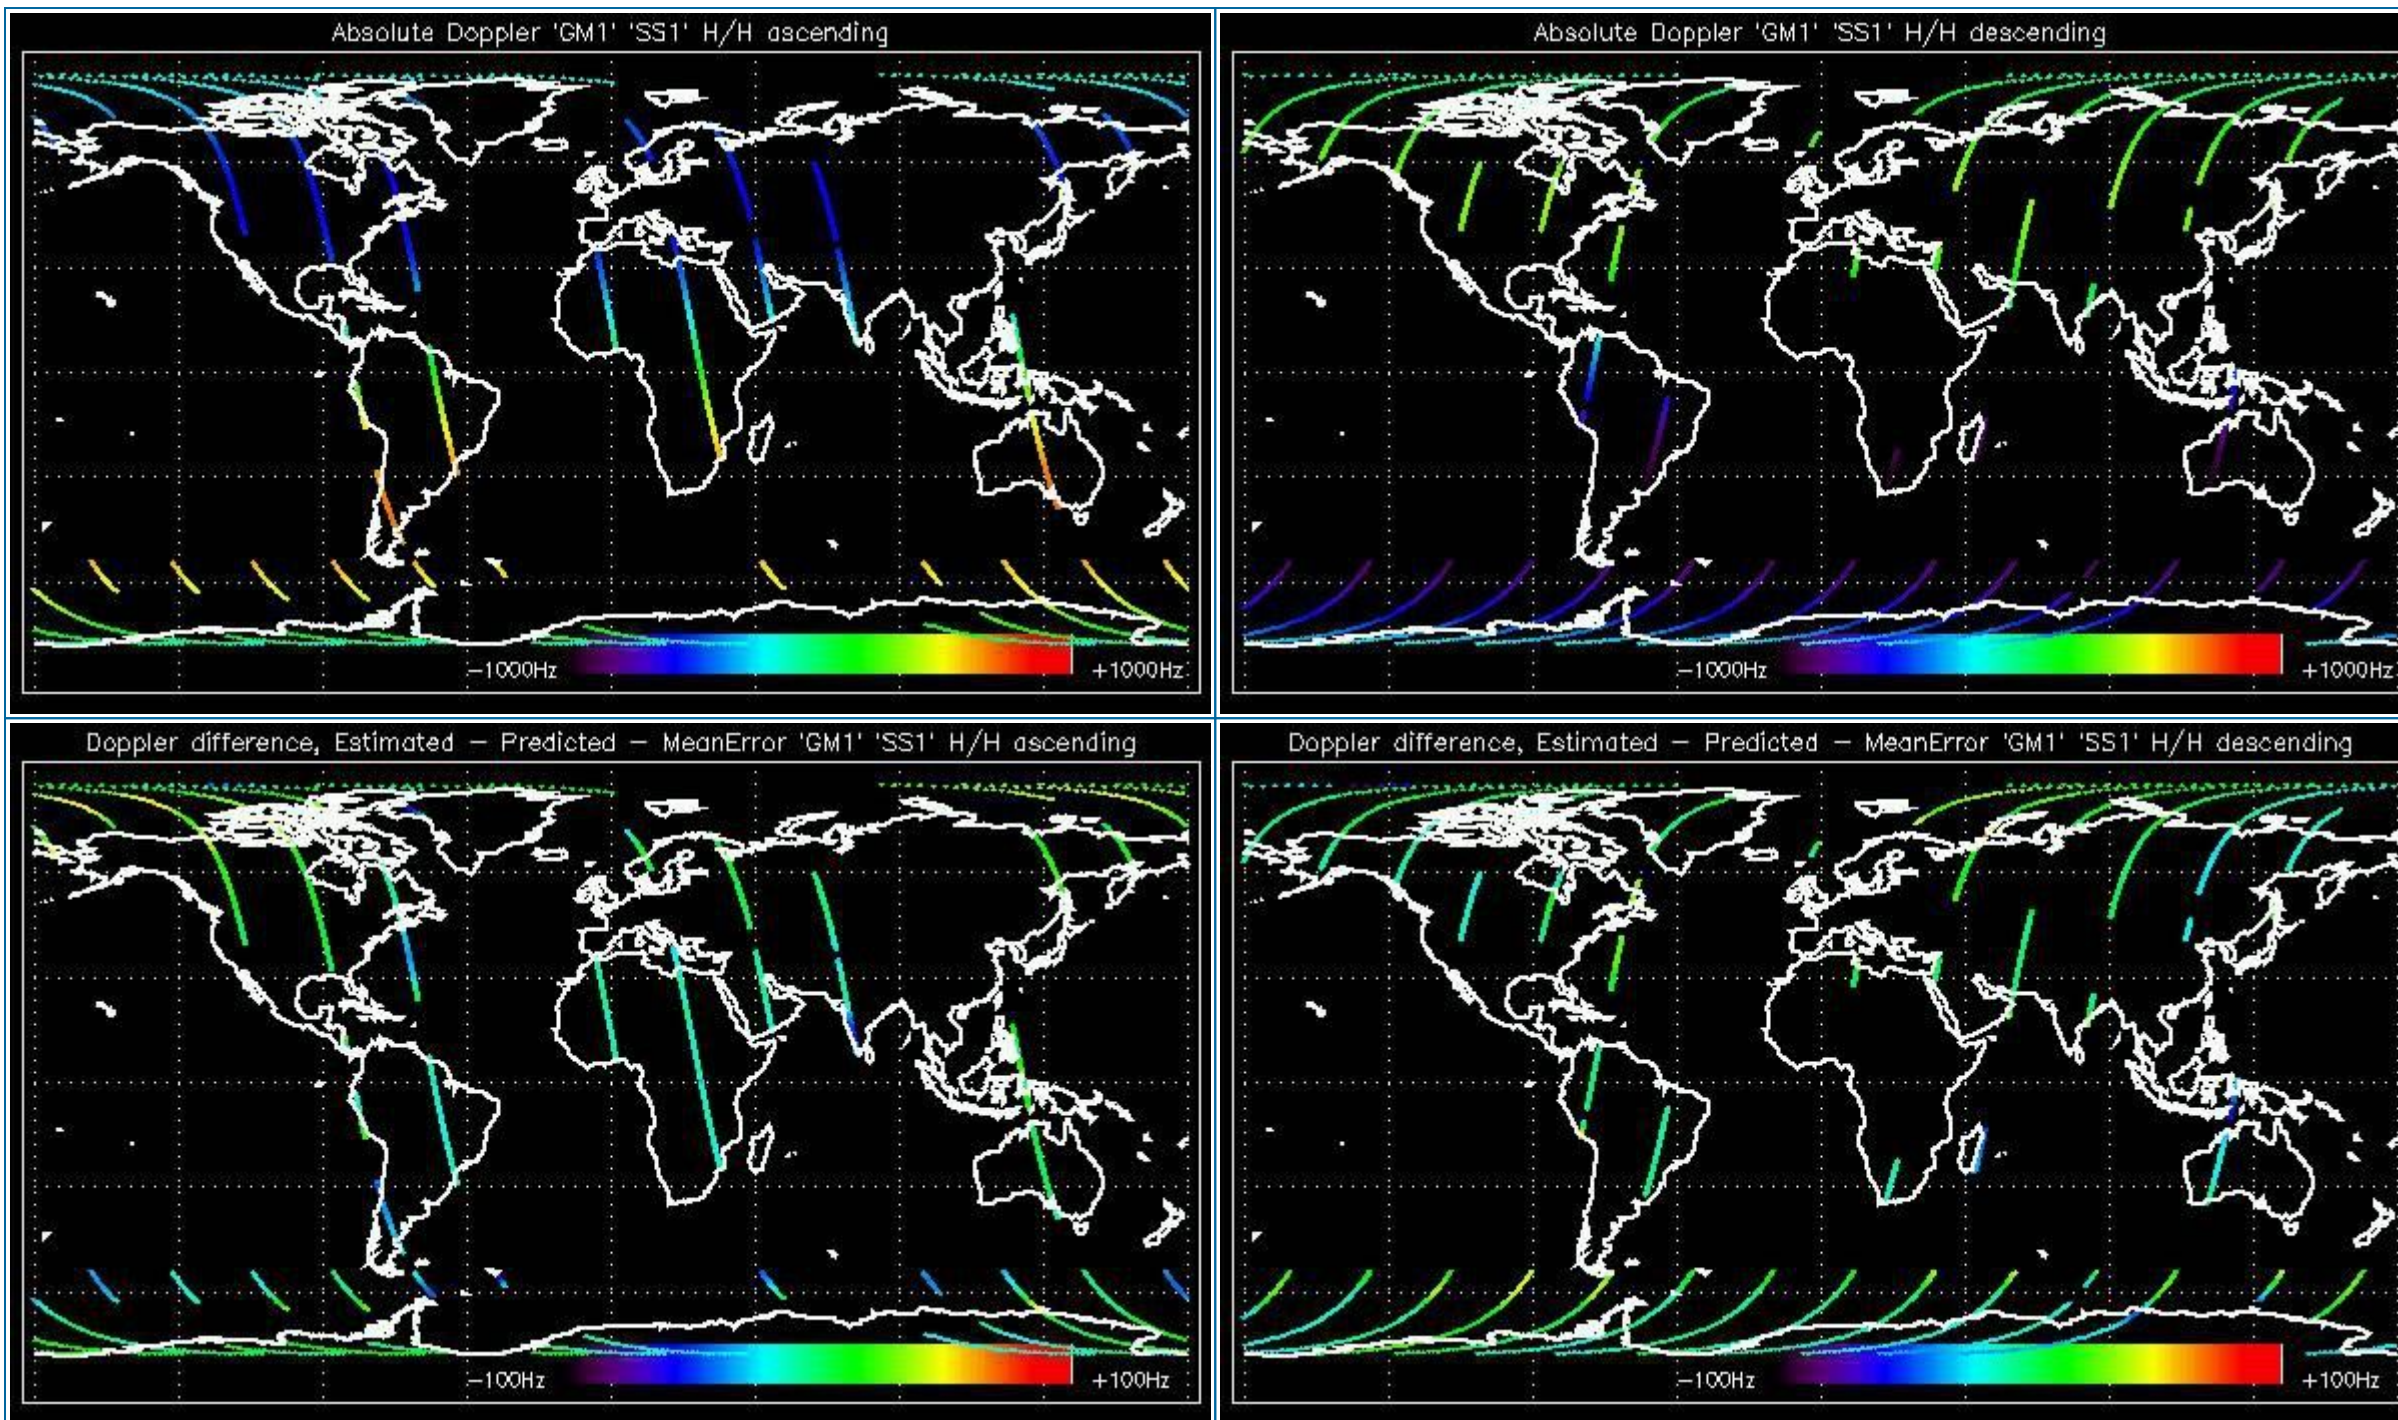 Absolute Doppler 'GM1' 'SS1' H/H ascending
-1000Hz +1000Hz
Absolute Doppler 'GM1' 'SS1' H/H descending
-1000Hz +1000Hz
Doppler difference, Estimated - Predicted - MeanError 'GM1' 'SS1' H/H ascending
-100Hz +100Hz
Doppler difference, Estimated - Predicted - MeanError 'GM1' 'SS1' H/H descending
-100Hz +100Hz